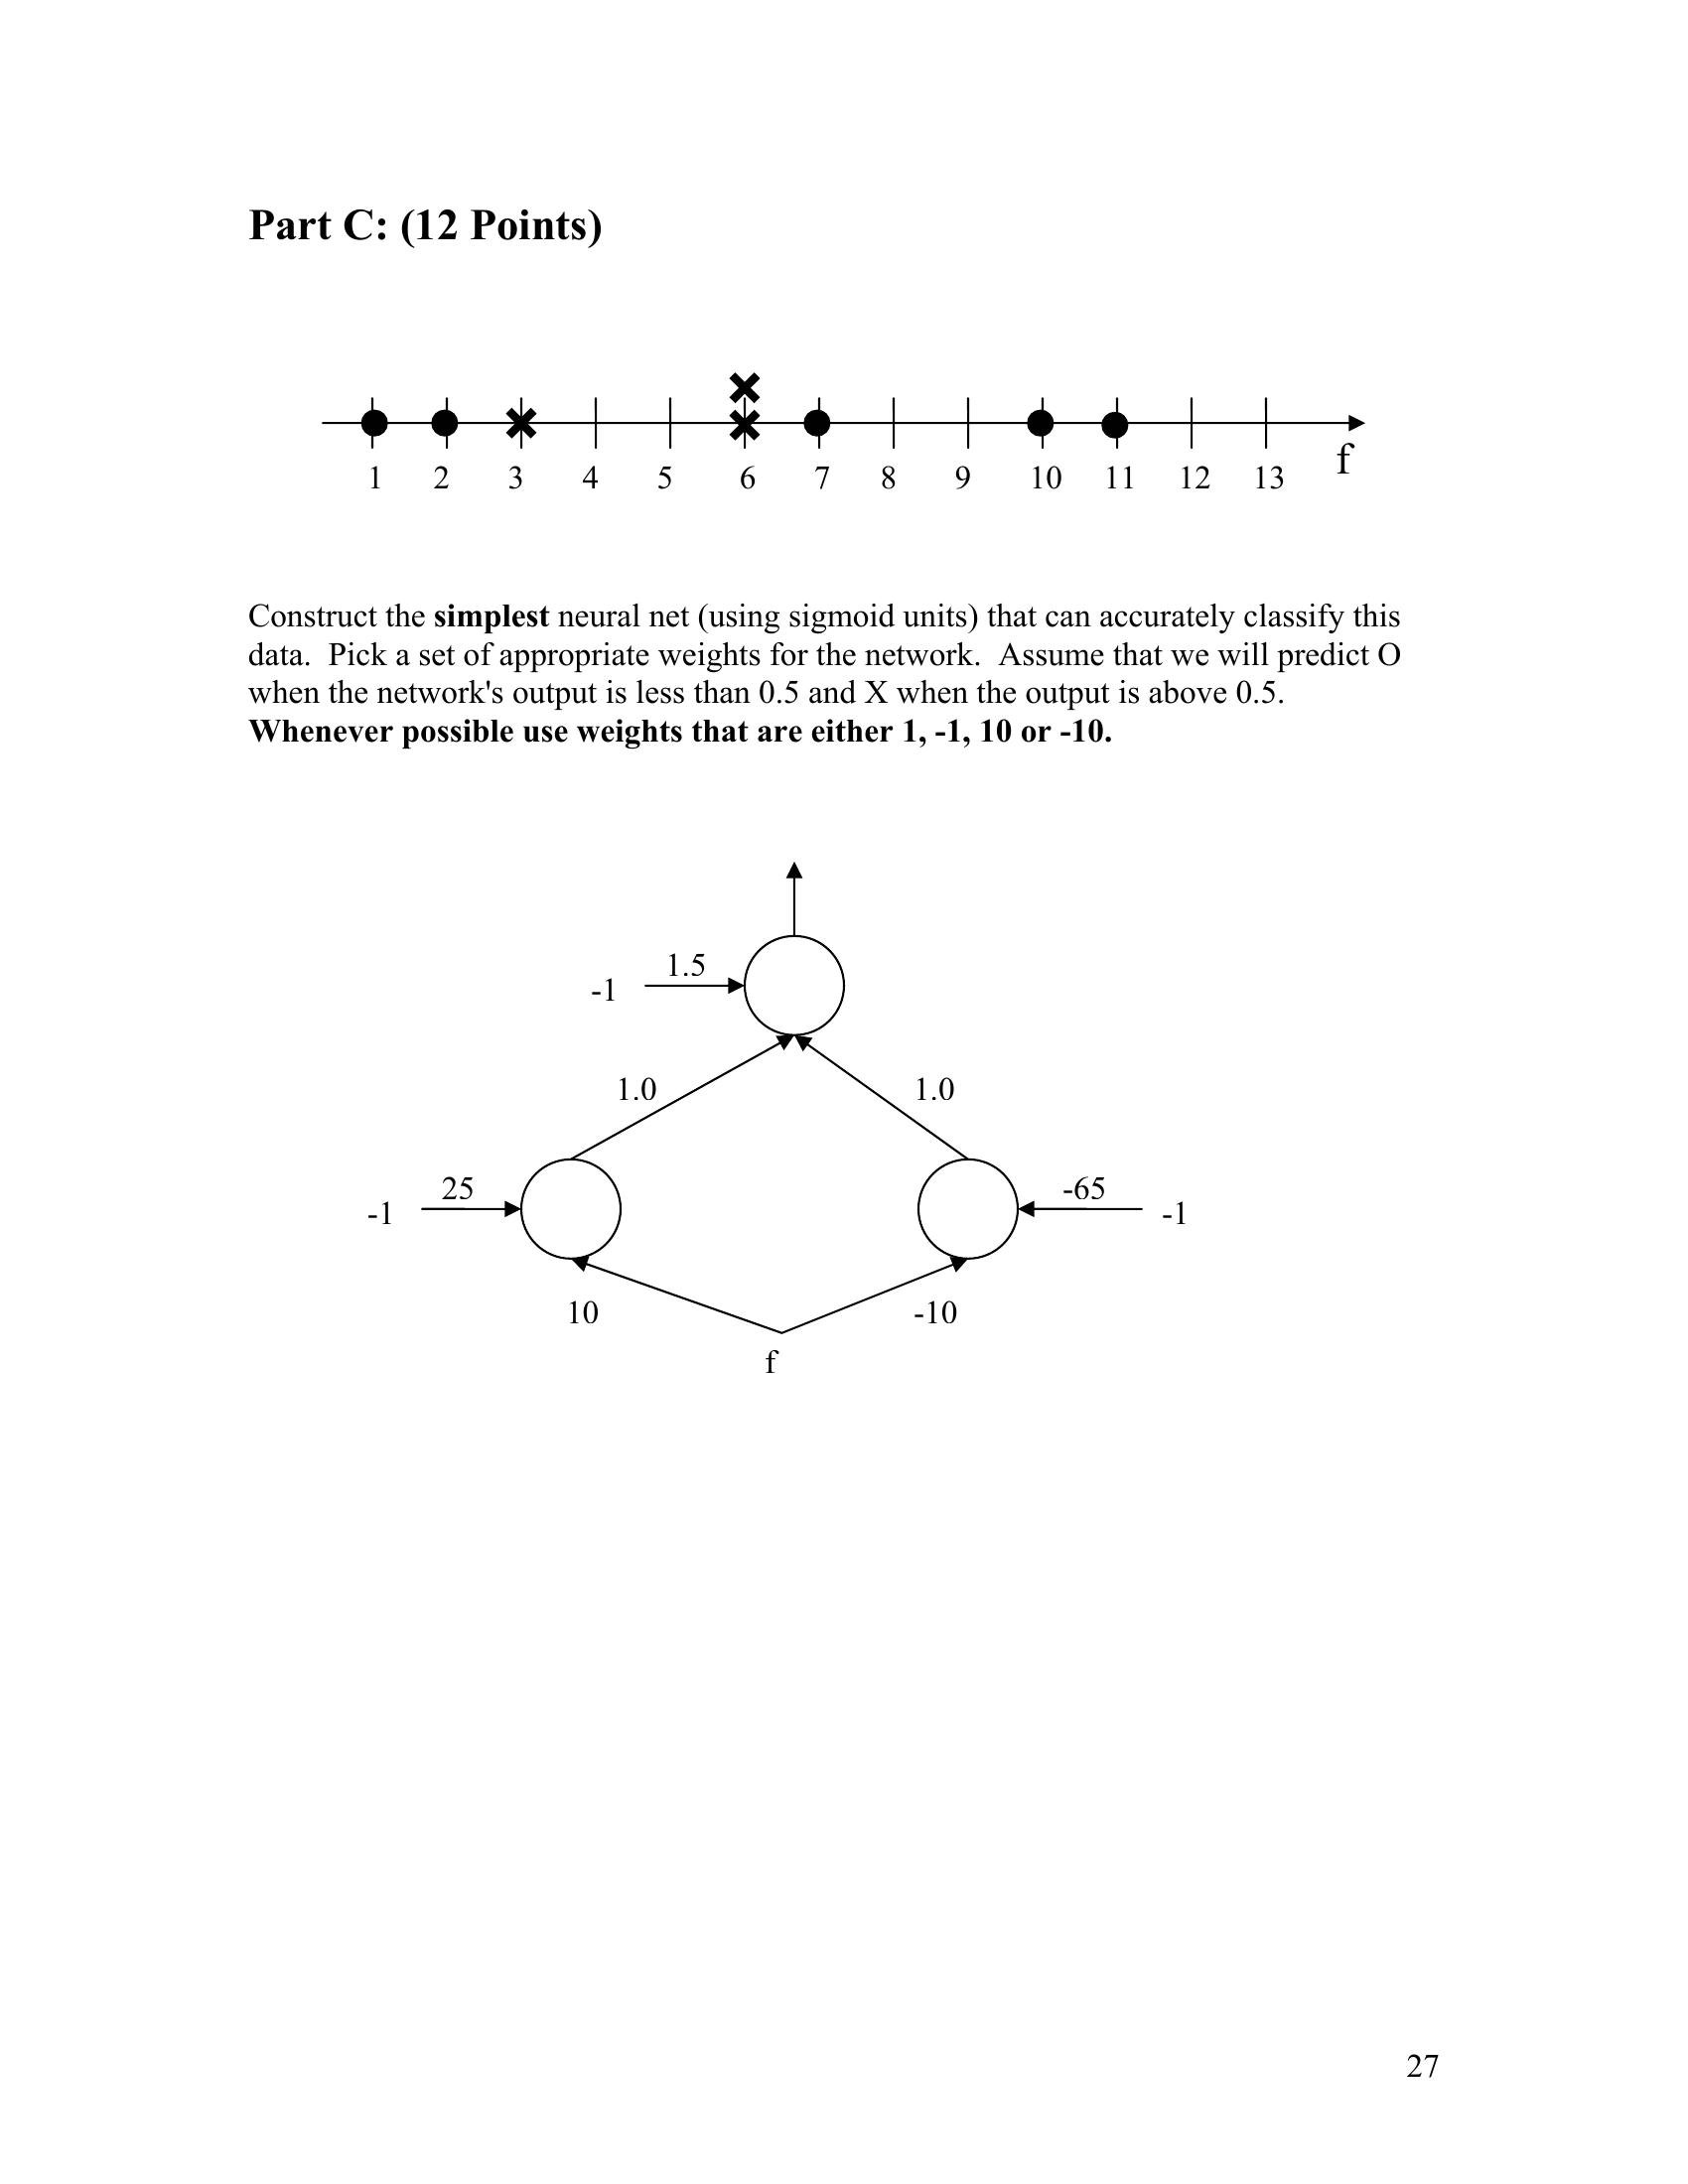 Part C: (12 Points)
1 2 3 4 5 6 7 8 9 10 11 12 13 f
Construct the simplest neural net (using sigmoid units) that can accurately classify this
data. Pick a set of appropriate weights for the network. Assume that we will predict O
when the network's output is less than 0.5 and X when the output is above 0.5.
Whenever possible use weights that are either 1, -1, 10 or -10.
-1 1.5
1.0 1.0
-1 25 -65 -1
10 -10
f
27